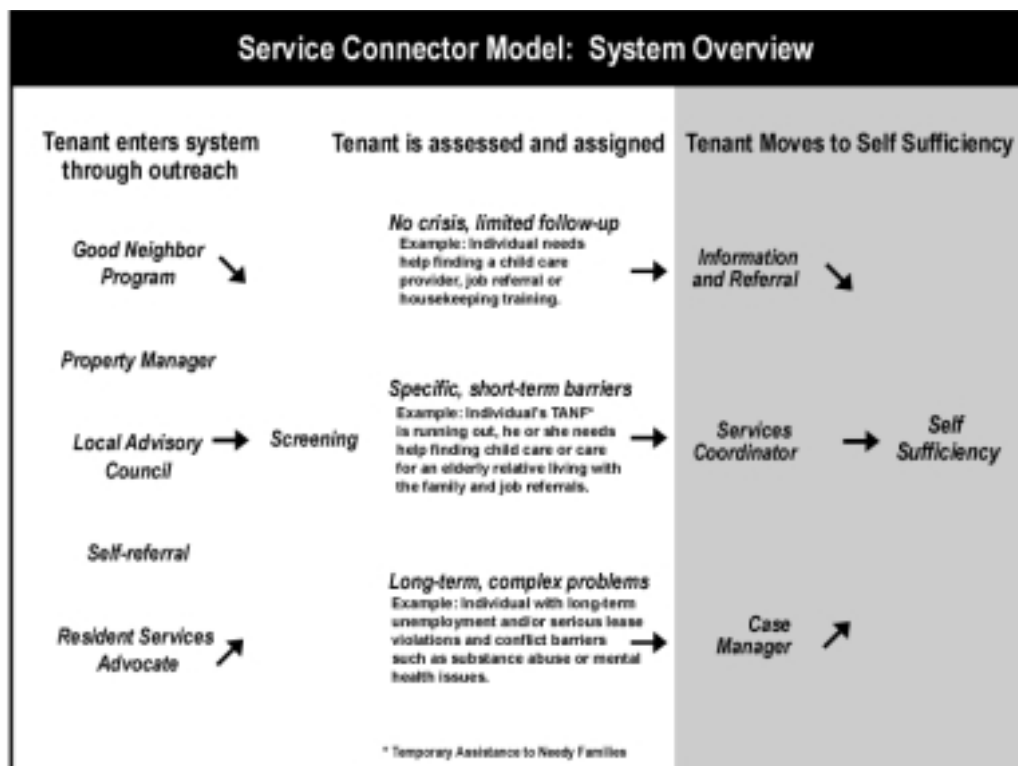 Service Connector Model: System Overview
Tenant enters system
through outreach
Good Neighbor
Program
Property Manager
Local Advisory
Council
Self-referral
Resident Services
Advocate
Screening
Tenant is assessed and assigned
No crisis, limited follow-up
Example: Individual needs
help finding a child care
provider, job referral or
housekeeping training.
Specific, short-term barriers
Example: Individual's TANF*
is running out, he or she needs
help finding child care or care
for an elderly relative living with
the family and job referrals.
Long-term, complex problems
Example: Individual with long-term
unemployment and/or serious lease
violations and conflict barriers
such as substance abuse or mental
health issues.
* Temporary Assistance to Needy Families
Tenant Moves to Self Sufficiency
Information
and Referral
Services
Coordinator
Case
Manager
Self
Sufficiency